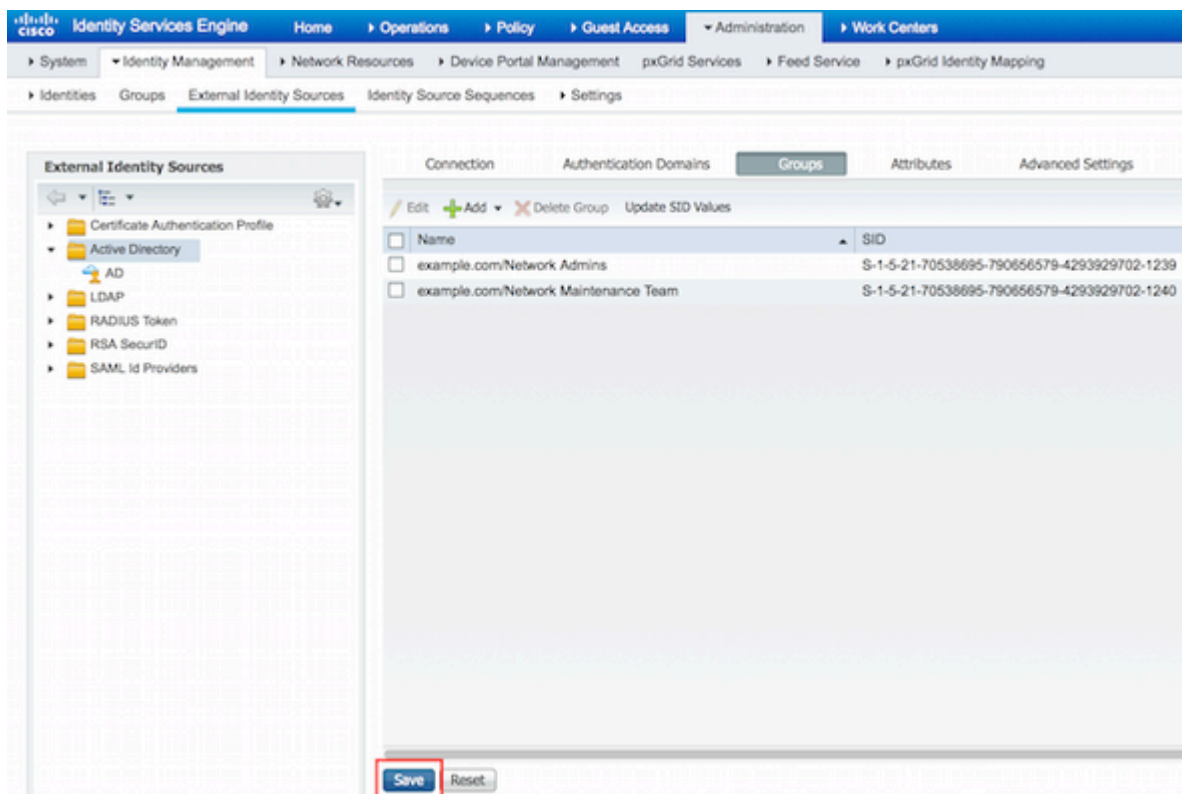 cisco Identity Services Engine Home Operations Policy Guest Access Administration Work Centers
System Identity Management Network Resources Device Portal Management pxGrid Services Feed Service pxGrid Identity Mapping
Identities Groups External Identity Sources Identity Source Sequences Settings
External Identity Sources
Certificate Authentication Profile
Active Directory
AD
LDAP
RADIUS Token
RSA SecurID
SAML Id Providers
Connection Authentication Domains Groups Attributes Advanced Settings
Edit Add Delete Group Update SID Values
Name SID
example.com/Network Admins S-1-5-21-70538695-790656579-4293929702-1239
example.com/Network Maintenance Team S-1-5-21-70538695-790656579-4293929702-1240
Save Reset